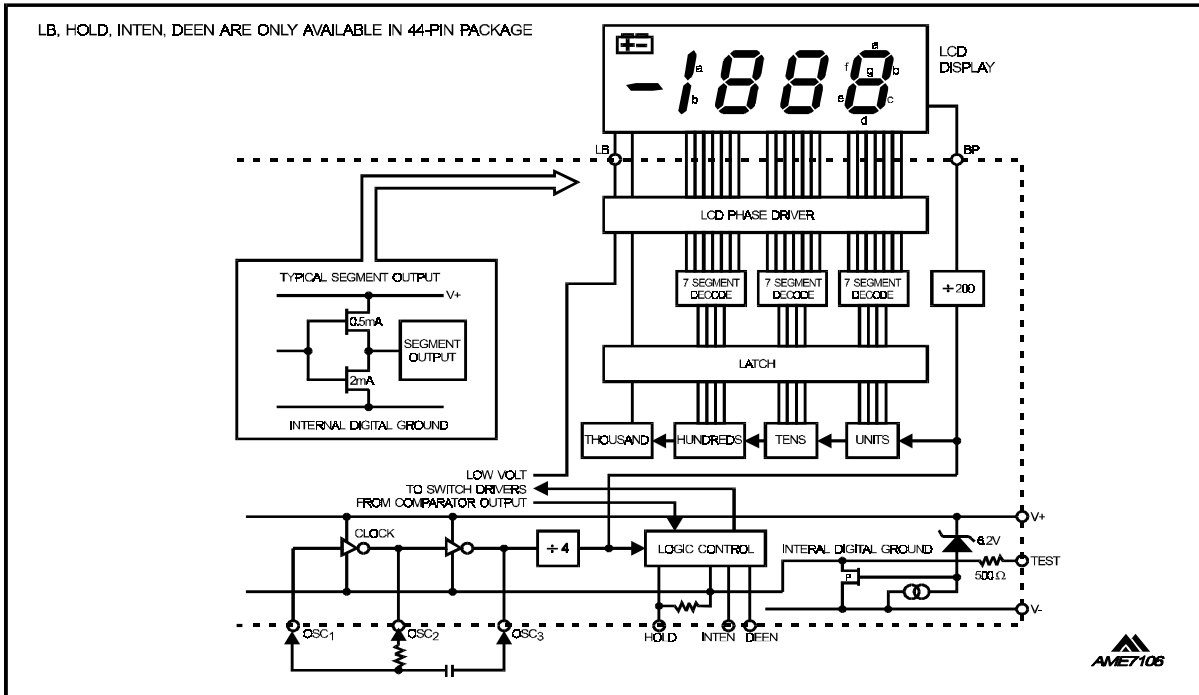 LB, HOLD, INTEN, DEEN ARE ONLY AVAILABLE IN 44-PIN PACKAGE
LCD
DISPLAY
-1888
a
b
a
f
g
b
e
c
d
LB
BP
LCD PHASE DRIVER
TYPICAL SEGMENT OUTPUT
V+
0.5mA
SEGMENT
OUTPUT
2mA
INTERNAL DIGITAL GROUND
7 SEGMENT
DECODE
7 SEGMENT
DECODE
7 SEGMENT
DECODE
÷200
LATCH
THOUSAND
HUNDREDS
TENS
UNITS
LOW VOLT
TO SWITCH DRIVERS
FROM COMPARATOR OUTPUT
V+
CLOCK
÷4
LOGIC CONTROL
INTERAL DIGITAL GROUND
6.2V
TEST
500Ω
P
V-
OSC1
OSC2
OSC3
HOLD
INTEN
DEEN
AME7106